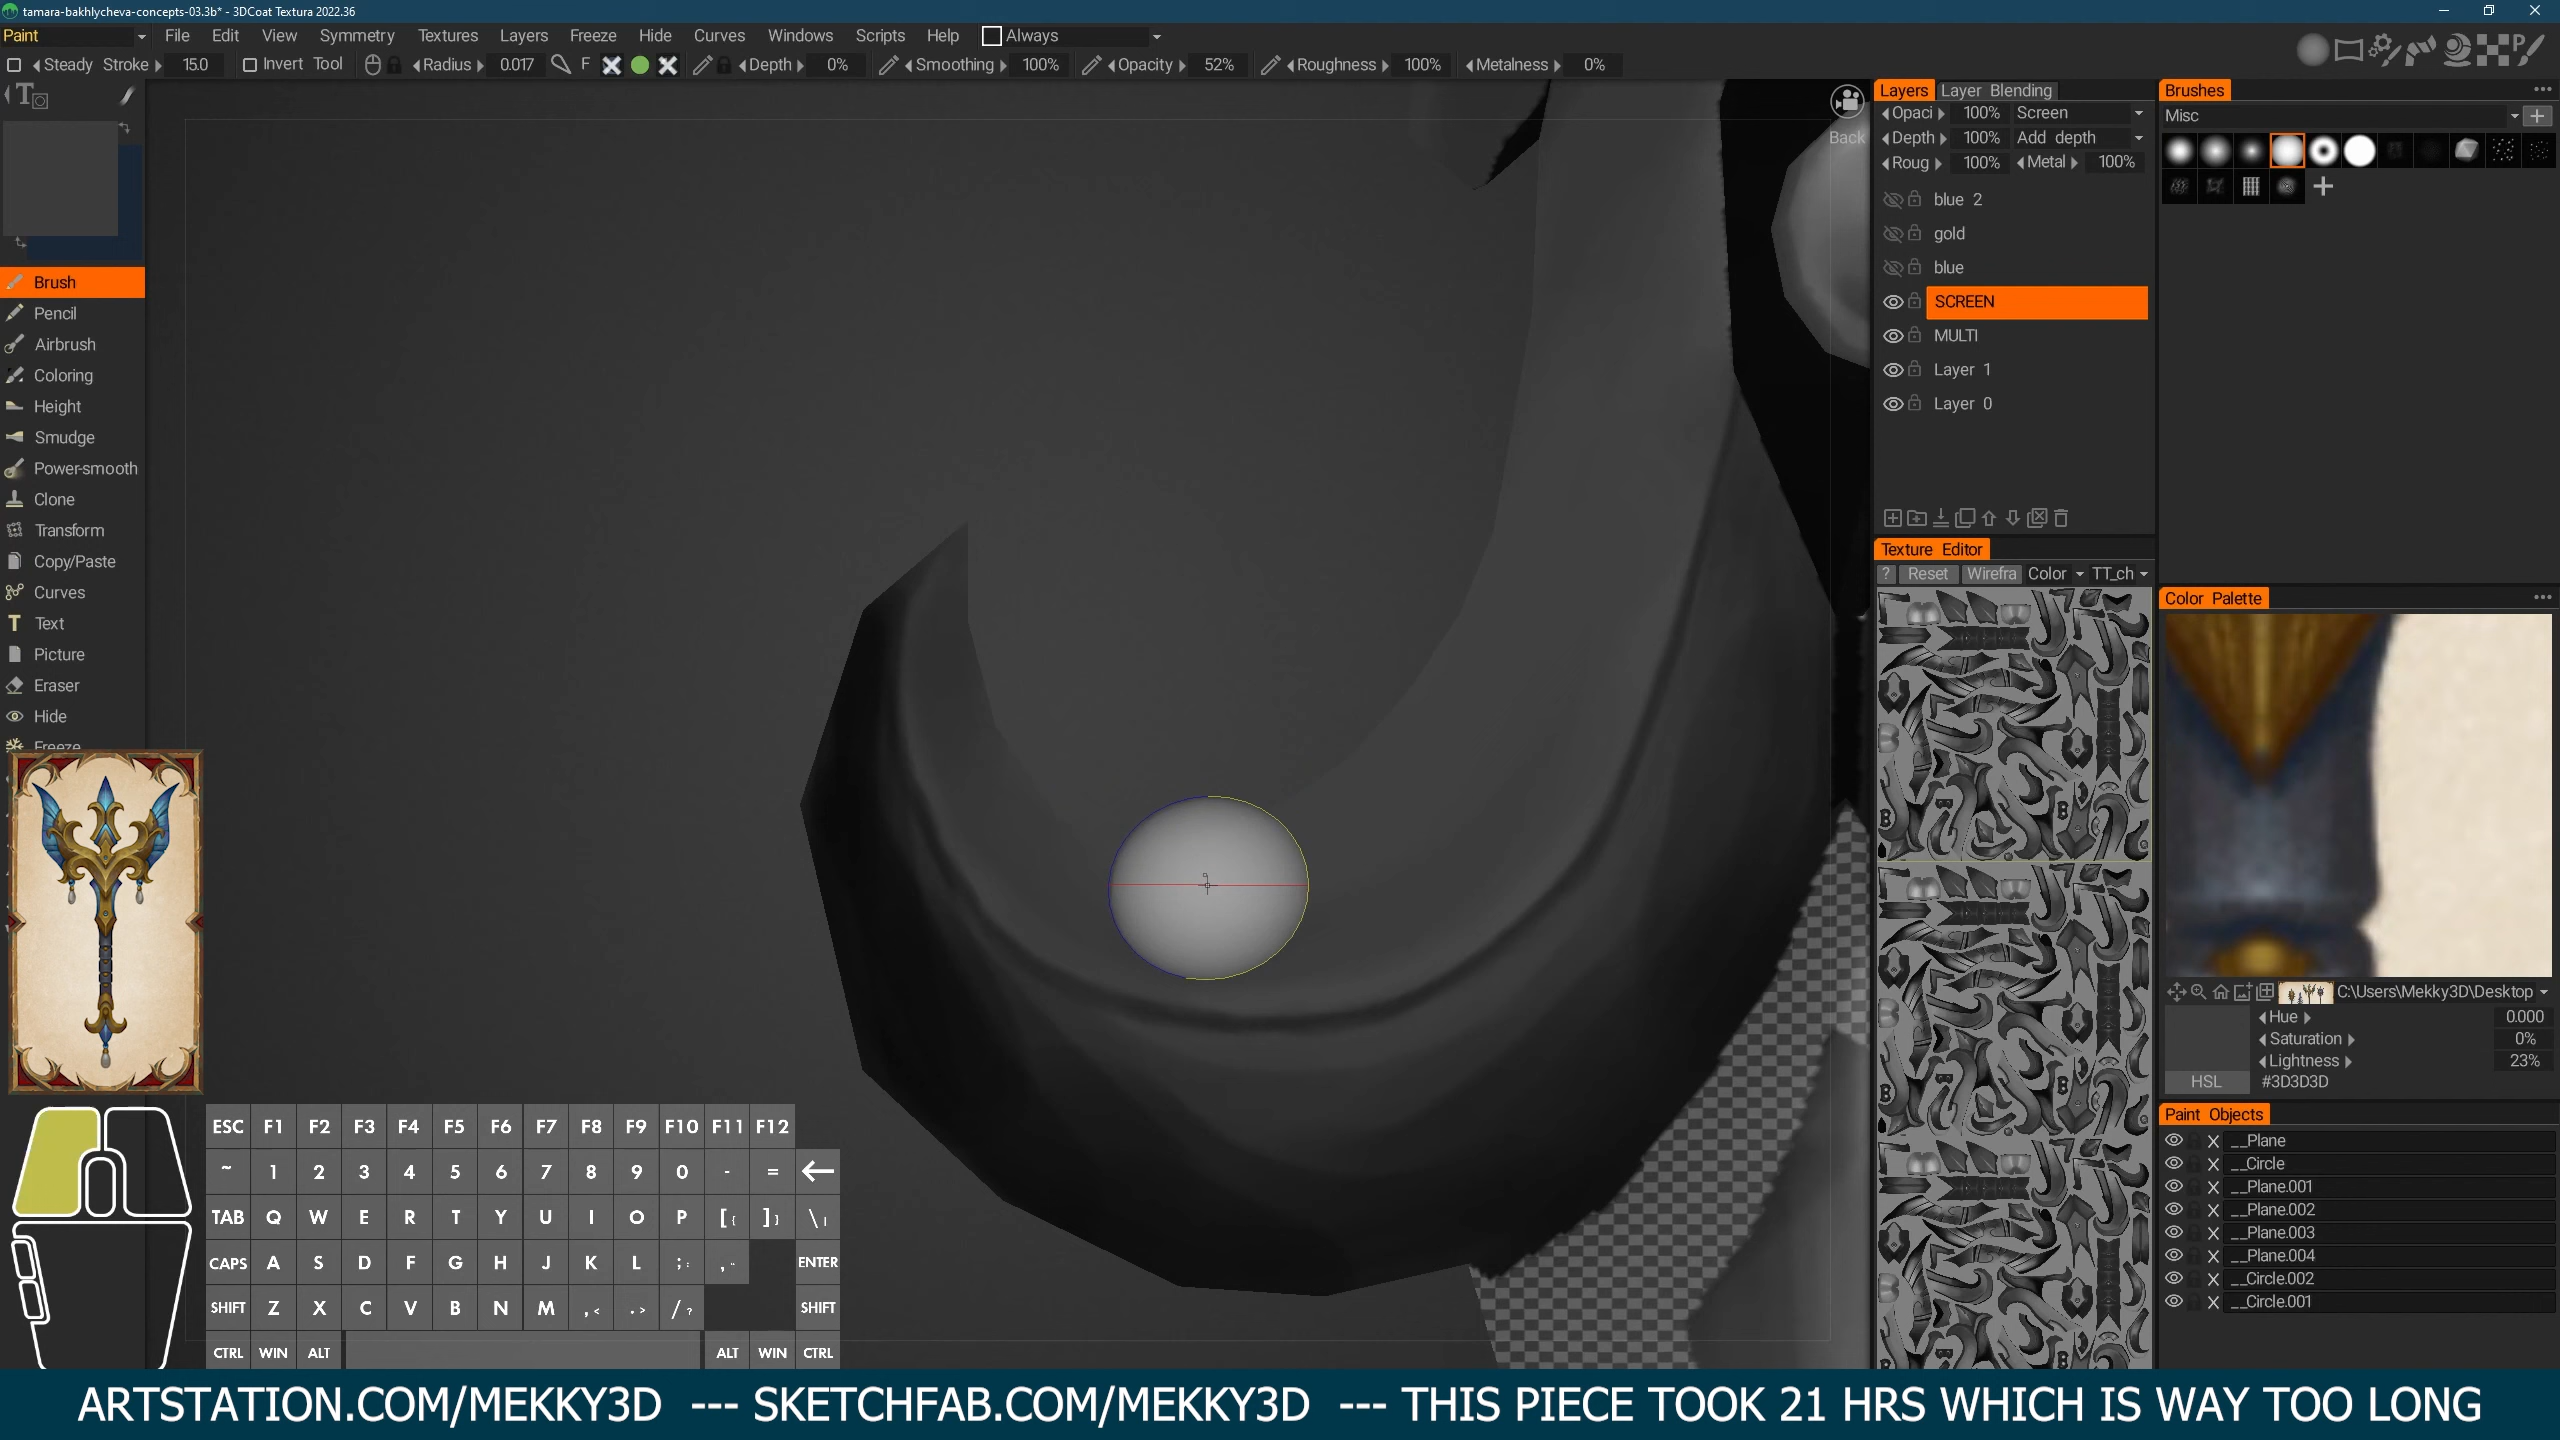 tamara-bakhlycheva-concepts-03.3b* - 3DCoat Textura 2022.36
Paint File Edit View Symmetry Textures Layers Freeze Hide Curves Windows Scripts Help Always
Steady Stroke 15.0 Invert Tool Radius 0.017 F Depth 0% Smoothing 100% Opacity 52% Roughness 100% Metalness 0%
Back
Brush
Pencil
Airbrush
Coloring
Height
Smudge
Power-smooth
Clone
Transform
Copy/Paste
Curves
Text
Picture
Eraser
Hide
Freeze
Layers Layer Blending
Opaci 100% Screen
Depth 100% Add depth
Roug 100% Metal 100%
blue 2
gold
blue
SCREEN
MULTI
Layer 1
Layer 0
Texture Editor
? Reset Wirefra Color TT_ch
Brushes
Misc
Color Palette
C:\Users\Mekky3D\Desktop
Hue 0.000
Saturation 0%
Lightness 23%
HSL #3D3D3D
Paint Objects
X __Plane
X __Circle
X __Plane.001
X __Plane.002
X __Plane.003
X __Plane.004
X __Circle.002
X __Circle.001
ESC F1 F2 F3 F4 F5 F6 F7 F8 F9 F10 F11 F12
~ 1 2 3 4 5 6 7 8 9 0 - = ←
TAB Q W E R T Y U I O P [{ ]} \|
CAPS A S D F G H J K L ;: ," ENTER
SHIFT Z X C V B N M ,< .> /? SHIFT
CTRL WIN ALT ALT WIN CTRL
ARTSTATION.COM/MEKKY3D --- SKETCHFAB.COM/MEKKY3D --- THIS PIECE TOOK 21 HRS WHICH IS WAY TOO LONG